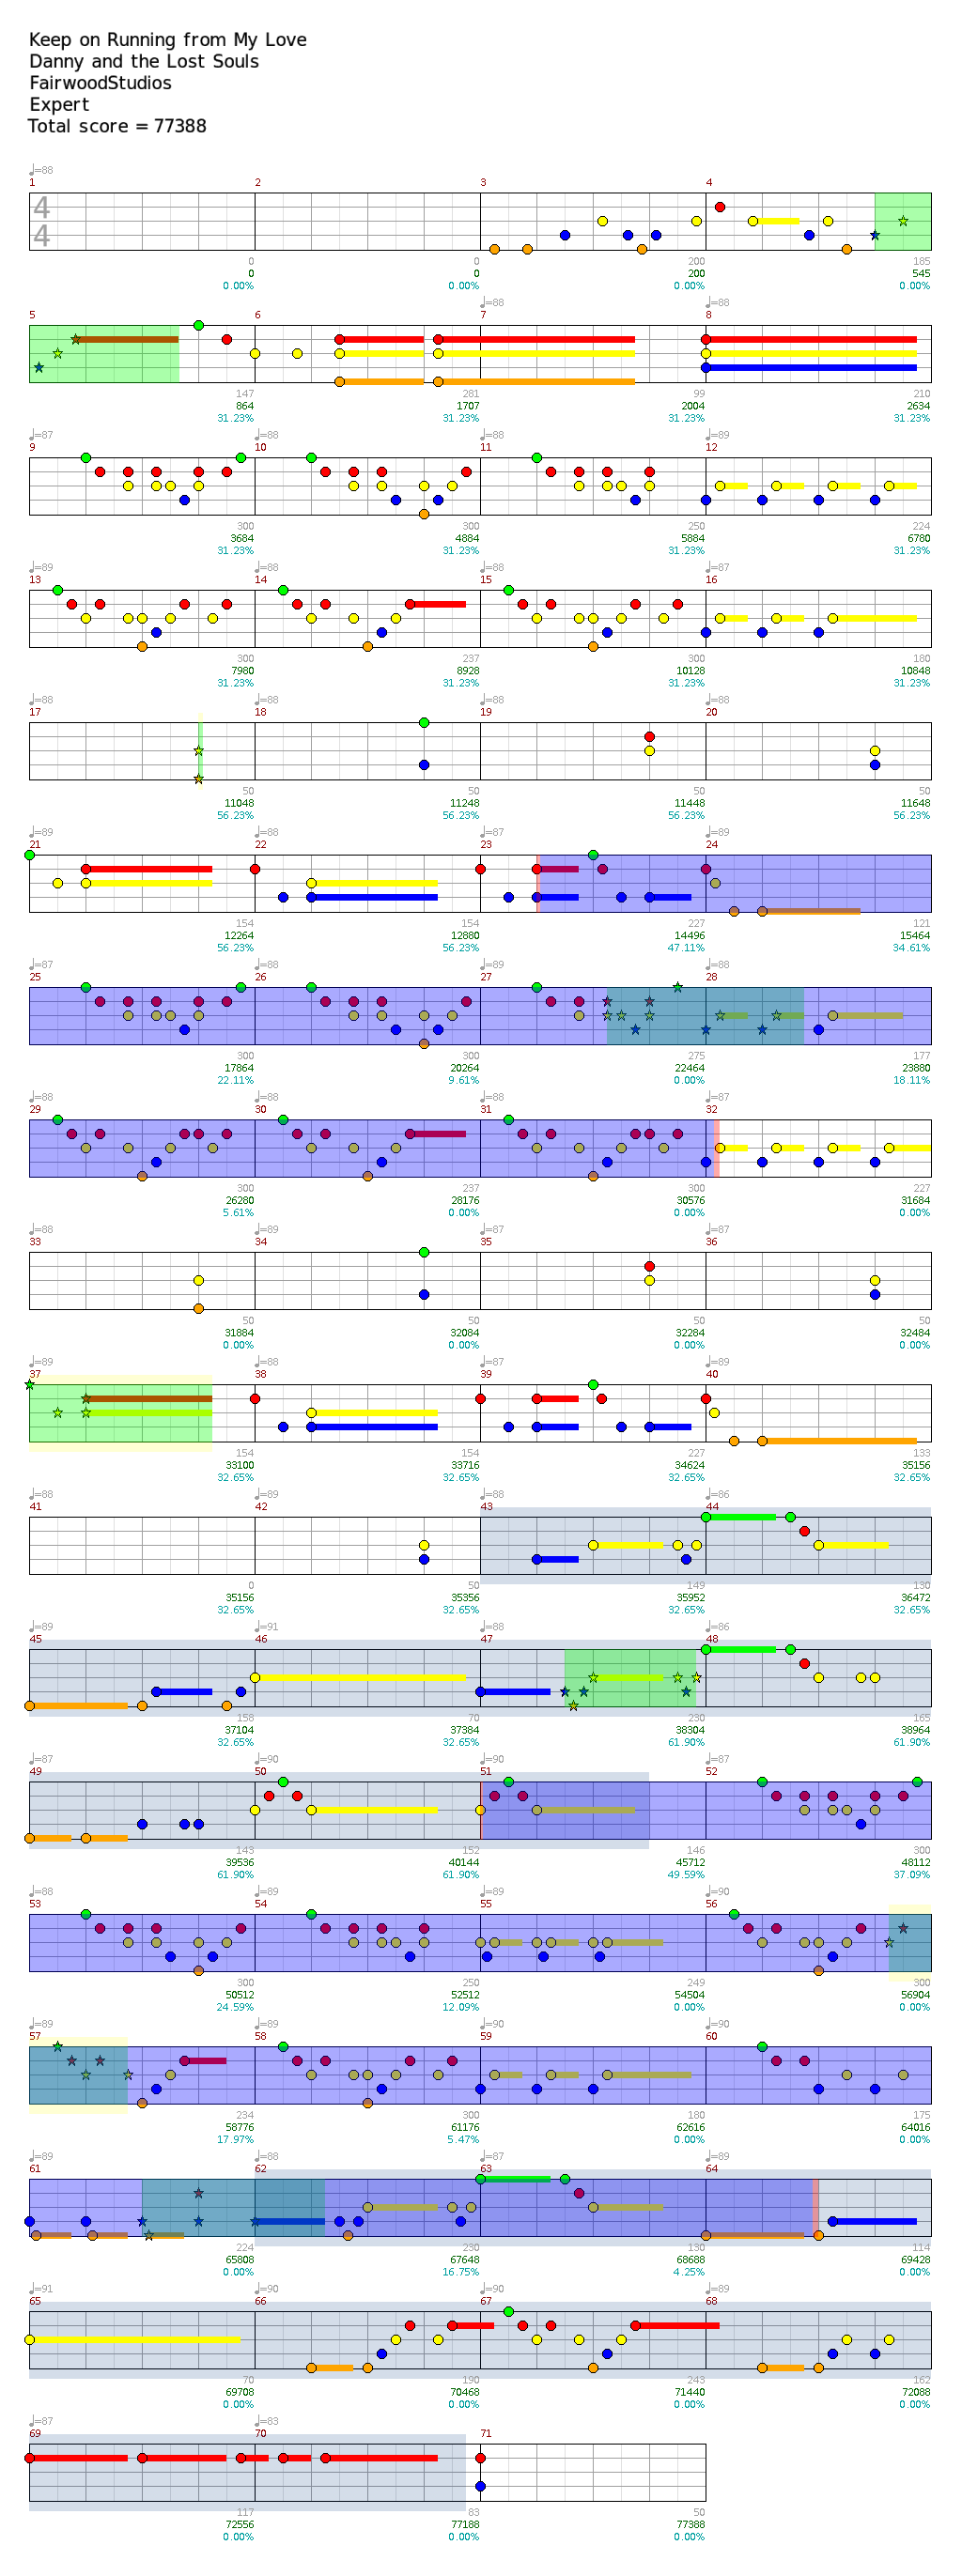 Keep on Running from My Love
Danny and the Lost Souls
FairwoodStudios
Expert
Total score = 77388
♩=88
1 2 3 4
4
4
0 0 200 185
0 0 200 545
0.00% 0.00% 0.00% 0.00%
♩=88 ♩=88
5 6 7 8
147 281 99 210
864 1707 2004 2634
31.23% 31.23% 31.23% 31.23%
♩=87 ♩=88 ♩=88 ♩=89
9 10 11 12
300 300 250 224
3684 4884 5884 6780
31.23% 31.23% 31.23% 31.23%
♩=89 ♩=88 ♩=88 ♩=87
13 14 15 16
300 237 300 180
7980 8928 10128 10848
31.23% 31.23% 31.23% 31.23%
♩=88 ♩=88 ♩=88 ♩=88
17 18 19 20
50 50 50 50
11048 11248 11448 11648
56.23% 56.23% 56.23% 56.23%
♩=89 ♩=88 ♩=87 ♩=89
21 22 23 24
154 154 227 121
12264 12880 14496 15464
56.23% 56.23% 47.11% 34.61%
♩=87 ♩=88 ♩=89 ♩=88
25 26 27 28
300 300 275 177
17864 20264 22464 23880
22.11% 9.61% 0.00% 18.11%
♩=88 ♩=88 ♩=88 ♩=87
29 30 31 32
300 237 300 227
26280 28176 30576 31684
5.61% 0.00% 0.00% 0.00%
♩=88 ♩=89 ♩=87 ♩=87
33 34 35 36
50 50 50 50
31884 32084 32284 32484
0.00% 0.00% 0.00% 0.00%
♩=89 ♩=88 ♩=87 ♩=89
37 38 39 40
154 154 227 133
33100 33716 34624 35156
32.65% 32.65% 32.65% 32.65%
♩=88 ♩=89 ♩=88 ♩=86
41 42 43 44
0 50 149 130
35156 35356 35952 36472
32.65% 32.65% 32.65% 32.65%
♩=89 ♩=91 ♩=88 ♩=86
45 46 47 48
158 70 230 165
37104 37384 38304 38964
32.65% 32.65% 61.90% 61.90%
♩=87 ♩=90 ♩=90 ♩=87
49 50 51 52
143 152 146 300
39536 40144 45712 48112
61.90% 61.90% 49.59% 37.09%
♩=88 ♩=89 ♩=89 ♩=90
53 54 55 56
300 250 249 300
50512 52512 54504 56904
24.59% 12.09% 0.00% 0.00%
♩=89 ♩=89 ♩=90 ♩=90
57 58 59 60
234 300 180 175
58776 61176 62616 64016
17.97% 5.47% 0.00% 0.00%
♩=89 ♩=88 ♩=87 ♩=89
61 62 63 64
224 230 130 114
65808 67648 68688 69428
0.00% 16.75% 4.25% 0.00%
♩=91 ♩=90 ♩=90 ♩=89
65 66 67 68
70 190 243 162
69708 70468 71440 72088
0.00% 0.00% 0.00% 0.00%
♩=87 ♩=83
69 70 71
117 83 50
72556 77188 77388
0.00% 0.00% 0.00%